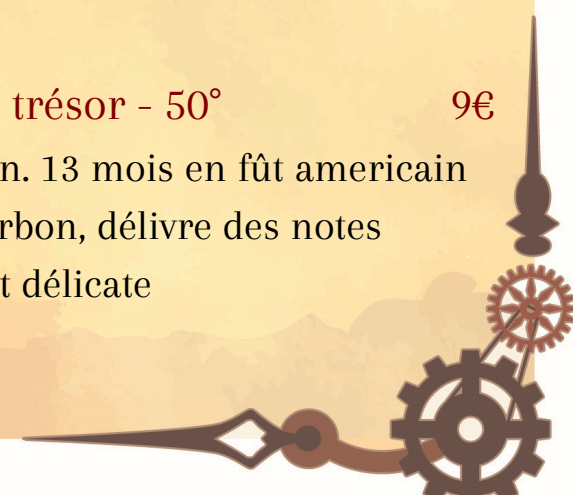 trésor - 50° 9€
n. 13 mois en fût americain
rbon, délivre des notes
t délicate